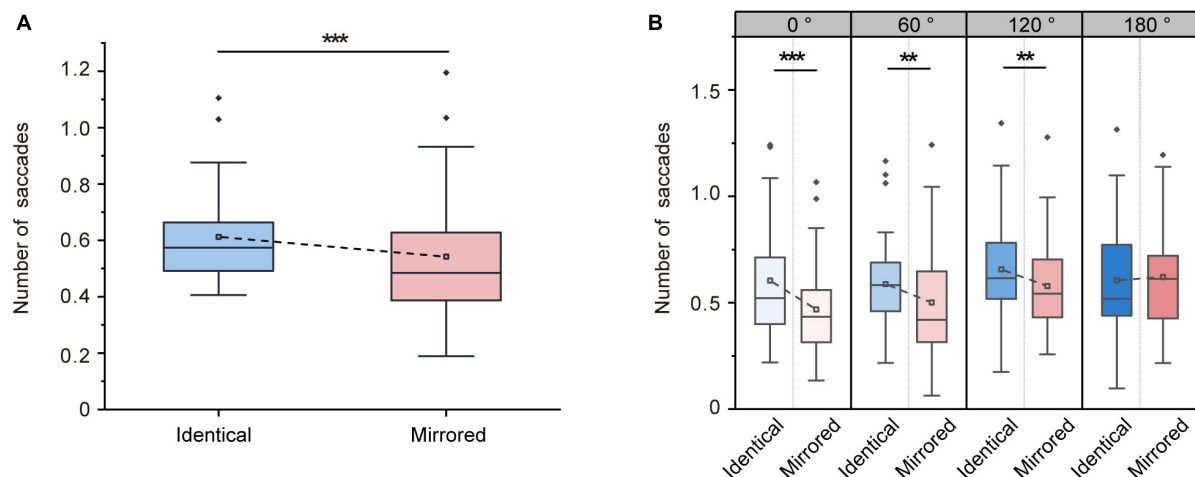 A
***
Number of saccades
1.2
1.0
0.8
0.6
0.4
0.2
0
Identical Mirrored
B
0 ° 60 ° 120 ° 180 °
*** ** **
Number of saccades
1.5
1.0
0.5
0
Identical Mirrored Identical Mirrored Identical Mirrored Identical Mirrored